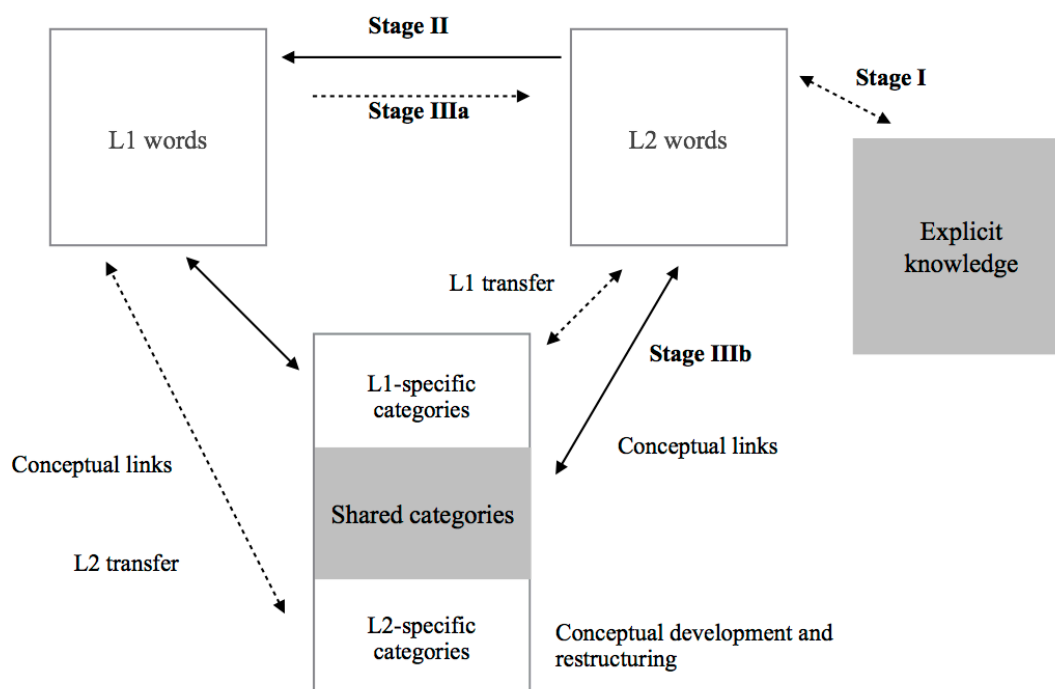 Stage II
Stage I
Stage IIIa
L1 words
L2 words
Explicit
knowledge
L1 transfer
Stage IIIb
L1-specific
categories
Conceptual links
Conceptual links
Shared categories
L2 transfer
L2-specific
categories
Conceptual development and
restructuring